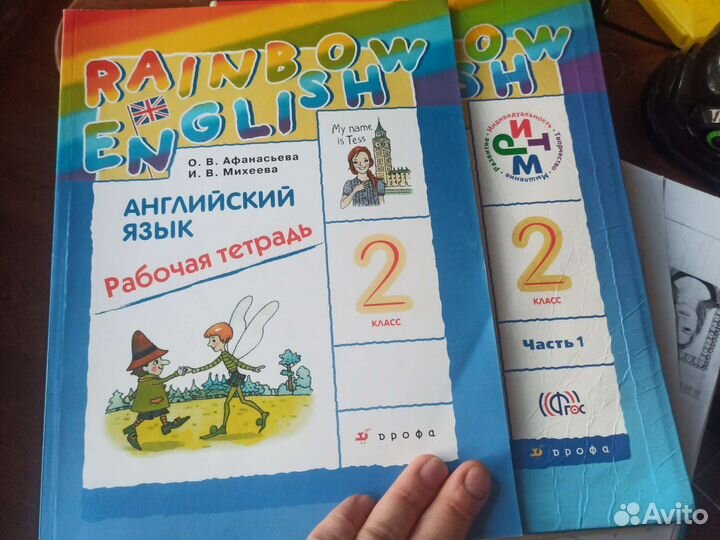 RAINBOW
ENGLISH
О. В. Афанасьева
И. В. Михеева
My name
is Tess
АНГЛИЙСКИЙ
ЯЗЫК
Рабочая тетрадь
2
КЛАСС
ДРОФА
OW
SH
РИТМ
Развитие • Индивидуальность • Творчество • Мышление
2
КЛАСС
Часть 1
ФГОС
ДРОФА
Avito